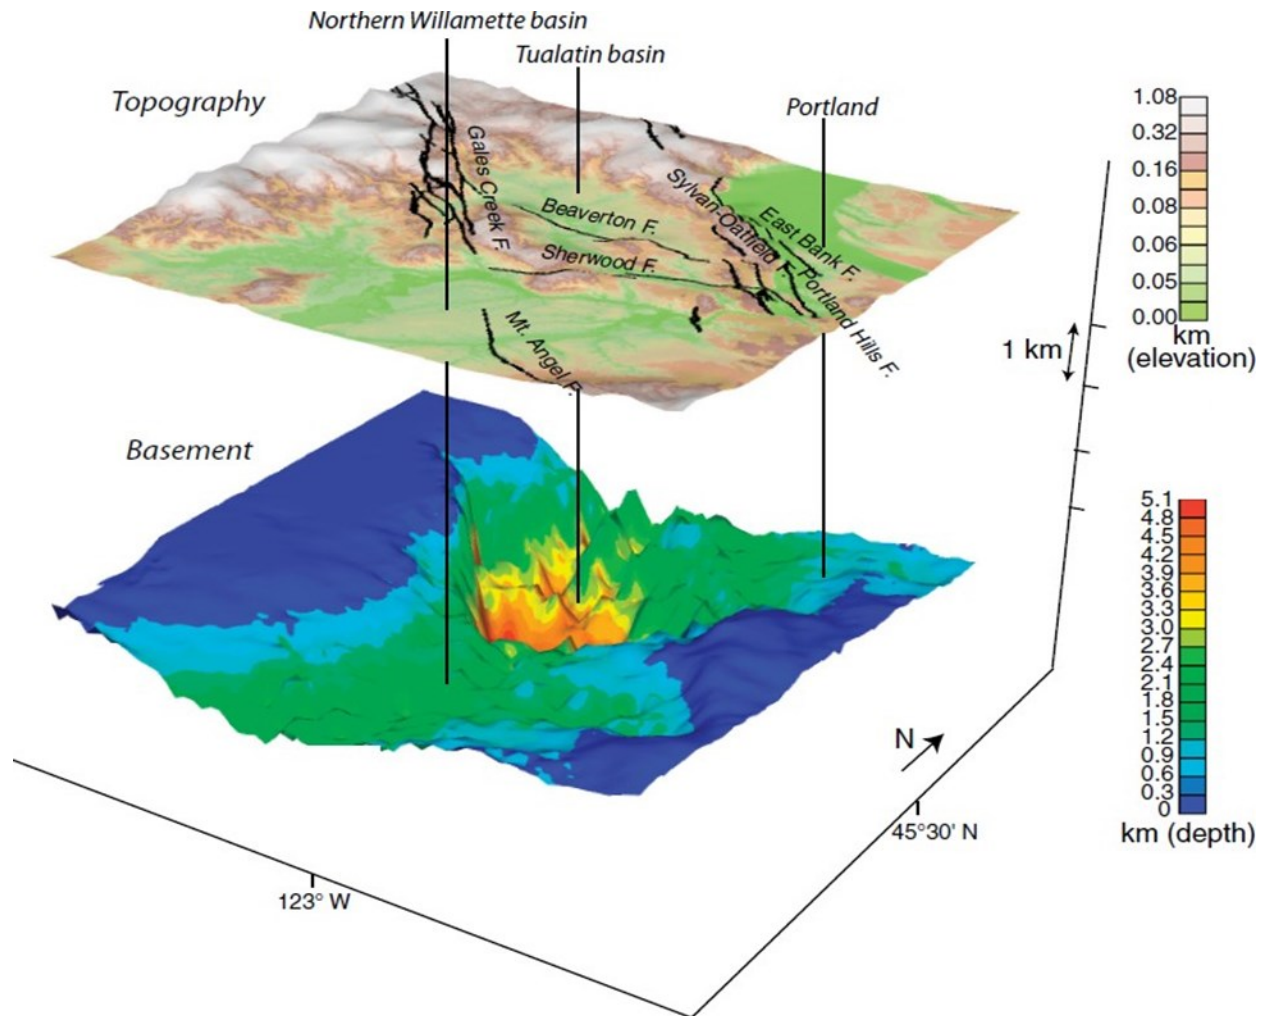 Northern Willamette basin
Tualatin basin
Topography
Portland
Gales Creek F.
Beaverton F.
Sherwood F.
Sylvan-Oatfield F.
East Bank F.
Portland Hills F.
Mt. Angel F.
1.08
0.32
0.16
0.08
0.06
0.05
0.00
km
(elevation)
1 km
Basement
5.1
4.8
4.5
4.2
3.9
3.6
3.3
3.0
2.7
2.4
2.1
1.8
1.5
1.2
0.9
0.6
0.3
0
km (depth)
N
45°30' N
123° W